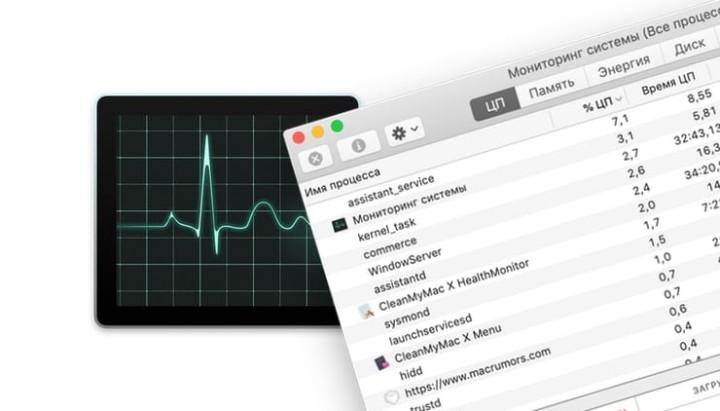 Мониторинг системы (Все процес
ЦП Память Энергия Диск
Имя процесса % ЦП Время ЦП
assistant_service 7,1 8,55
Мониторинг системы 3,1 5,81
kernel_task 2,7 32:43,13
commerce 2,6 16,3
WindowServer 2,4 34:20,
assistantd 2,0 14
CleanMyMac X HealthMonitor 1,7 7:2
sysmond 1,5
launchservicesd 1,0
CleanMyMac X Menu 0,7
hidd 0,7
https://www.macrumors.com 0,6
trustd 0,4
0,4
ЗАГРУ